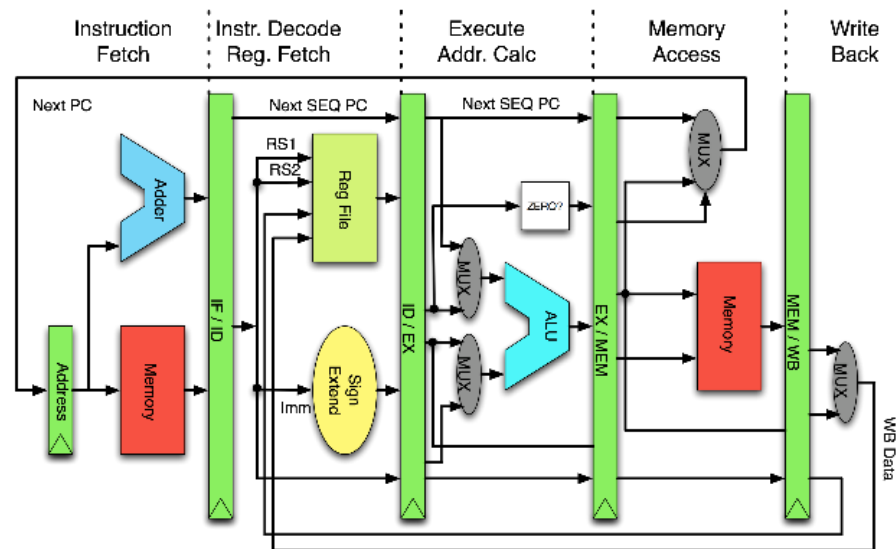 Instruction
Fetch
Instr. Decode
Reg. Fetch
Execute
Addr. Calc
Memory
Access
Write
Back
Next PC
Next SEQ PC
Next SEQ PC
RS1
RS2
Reg File
Adder
MUX
ZERO?
MUX
ALU
IF / ID
ID / EX
EX / MEM
MEM / WB
Memory
Address
Memory
Sign
Extend
Imm
MUX
MUX
WB Data